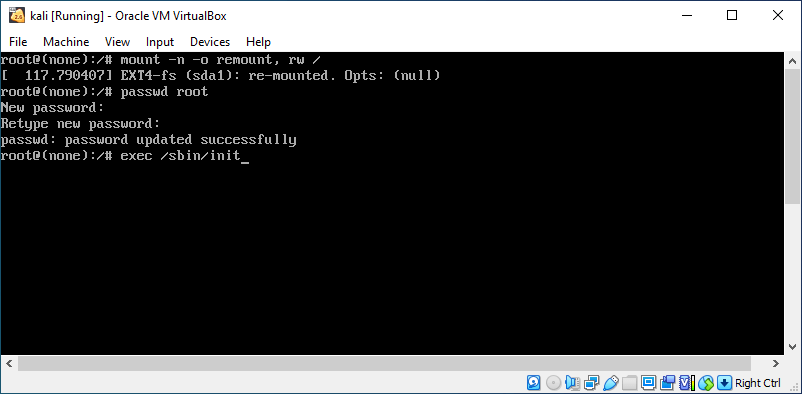 kali [Running] - Oracle VM VirtualBox
File Machine View Input Devices Help
root@(none):/# mount -n -o remount, rw /
[  117.790407] EXT4-fs (sda1): re-mounted. Opts: (null)
root@(none):/# passwd root
New password:
Retype new password:
passwd: password updated successfully
root@(none):/# exec /sbin/init_
Right Ctrl